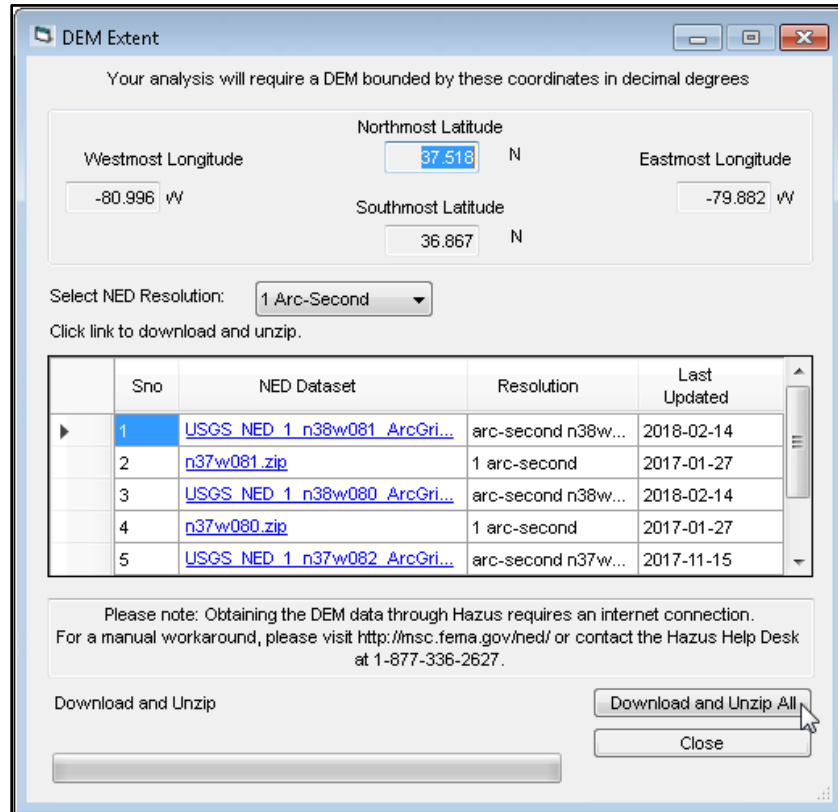 DEM Extent
Your analysis will require a DEM bounded by these coordinates in decimal degrees
Northmost Latitude
Westmost Longitude
37.518 N
Eastmost Longitude
-80.996 W
-79.882 W
Southmost Latitude
36.867 N
Select NED Resolution: 1 Arc-Second
Click link to download and unzip.
Sno NED Dataset Resolution Last Updated
1 USGS_NED_1_n38w081_ArcGri... arc-second n38w... 2018-02-14
2 n37w081.zip 1 arc-second 2017-01-27
3 USGS_NED_1_n38w080_ArcGri... arc-second n38w... 2018-02-14
4 n37w080.zip 1 arc-second 2017-01-27
5 USGS_NED_1_n37w082_ArcGri... arc-second n37w... 2017-11-15
Please note: Obtaining the DEM data through Hazus requires an internet connection.
For a manual workaround, please visit http://msc.fema.gov/ned/ or contact the Hazus Help Desk
at 1-877-336-2627.
Download and Unzip
Download and Unzip All
Close